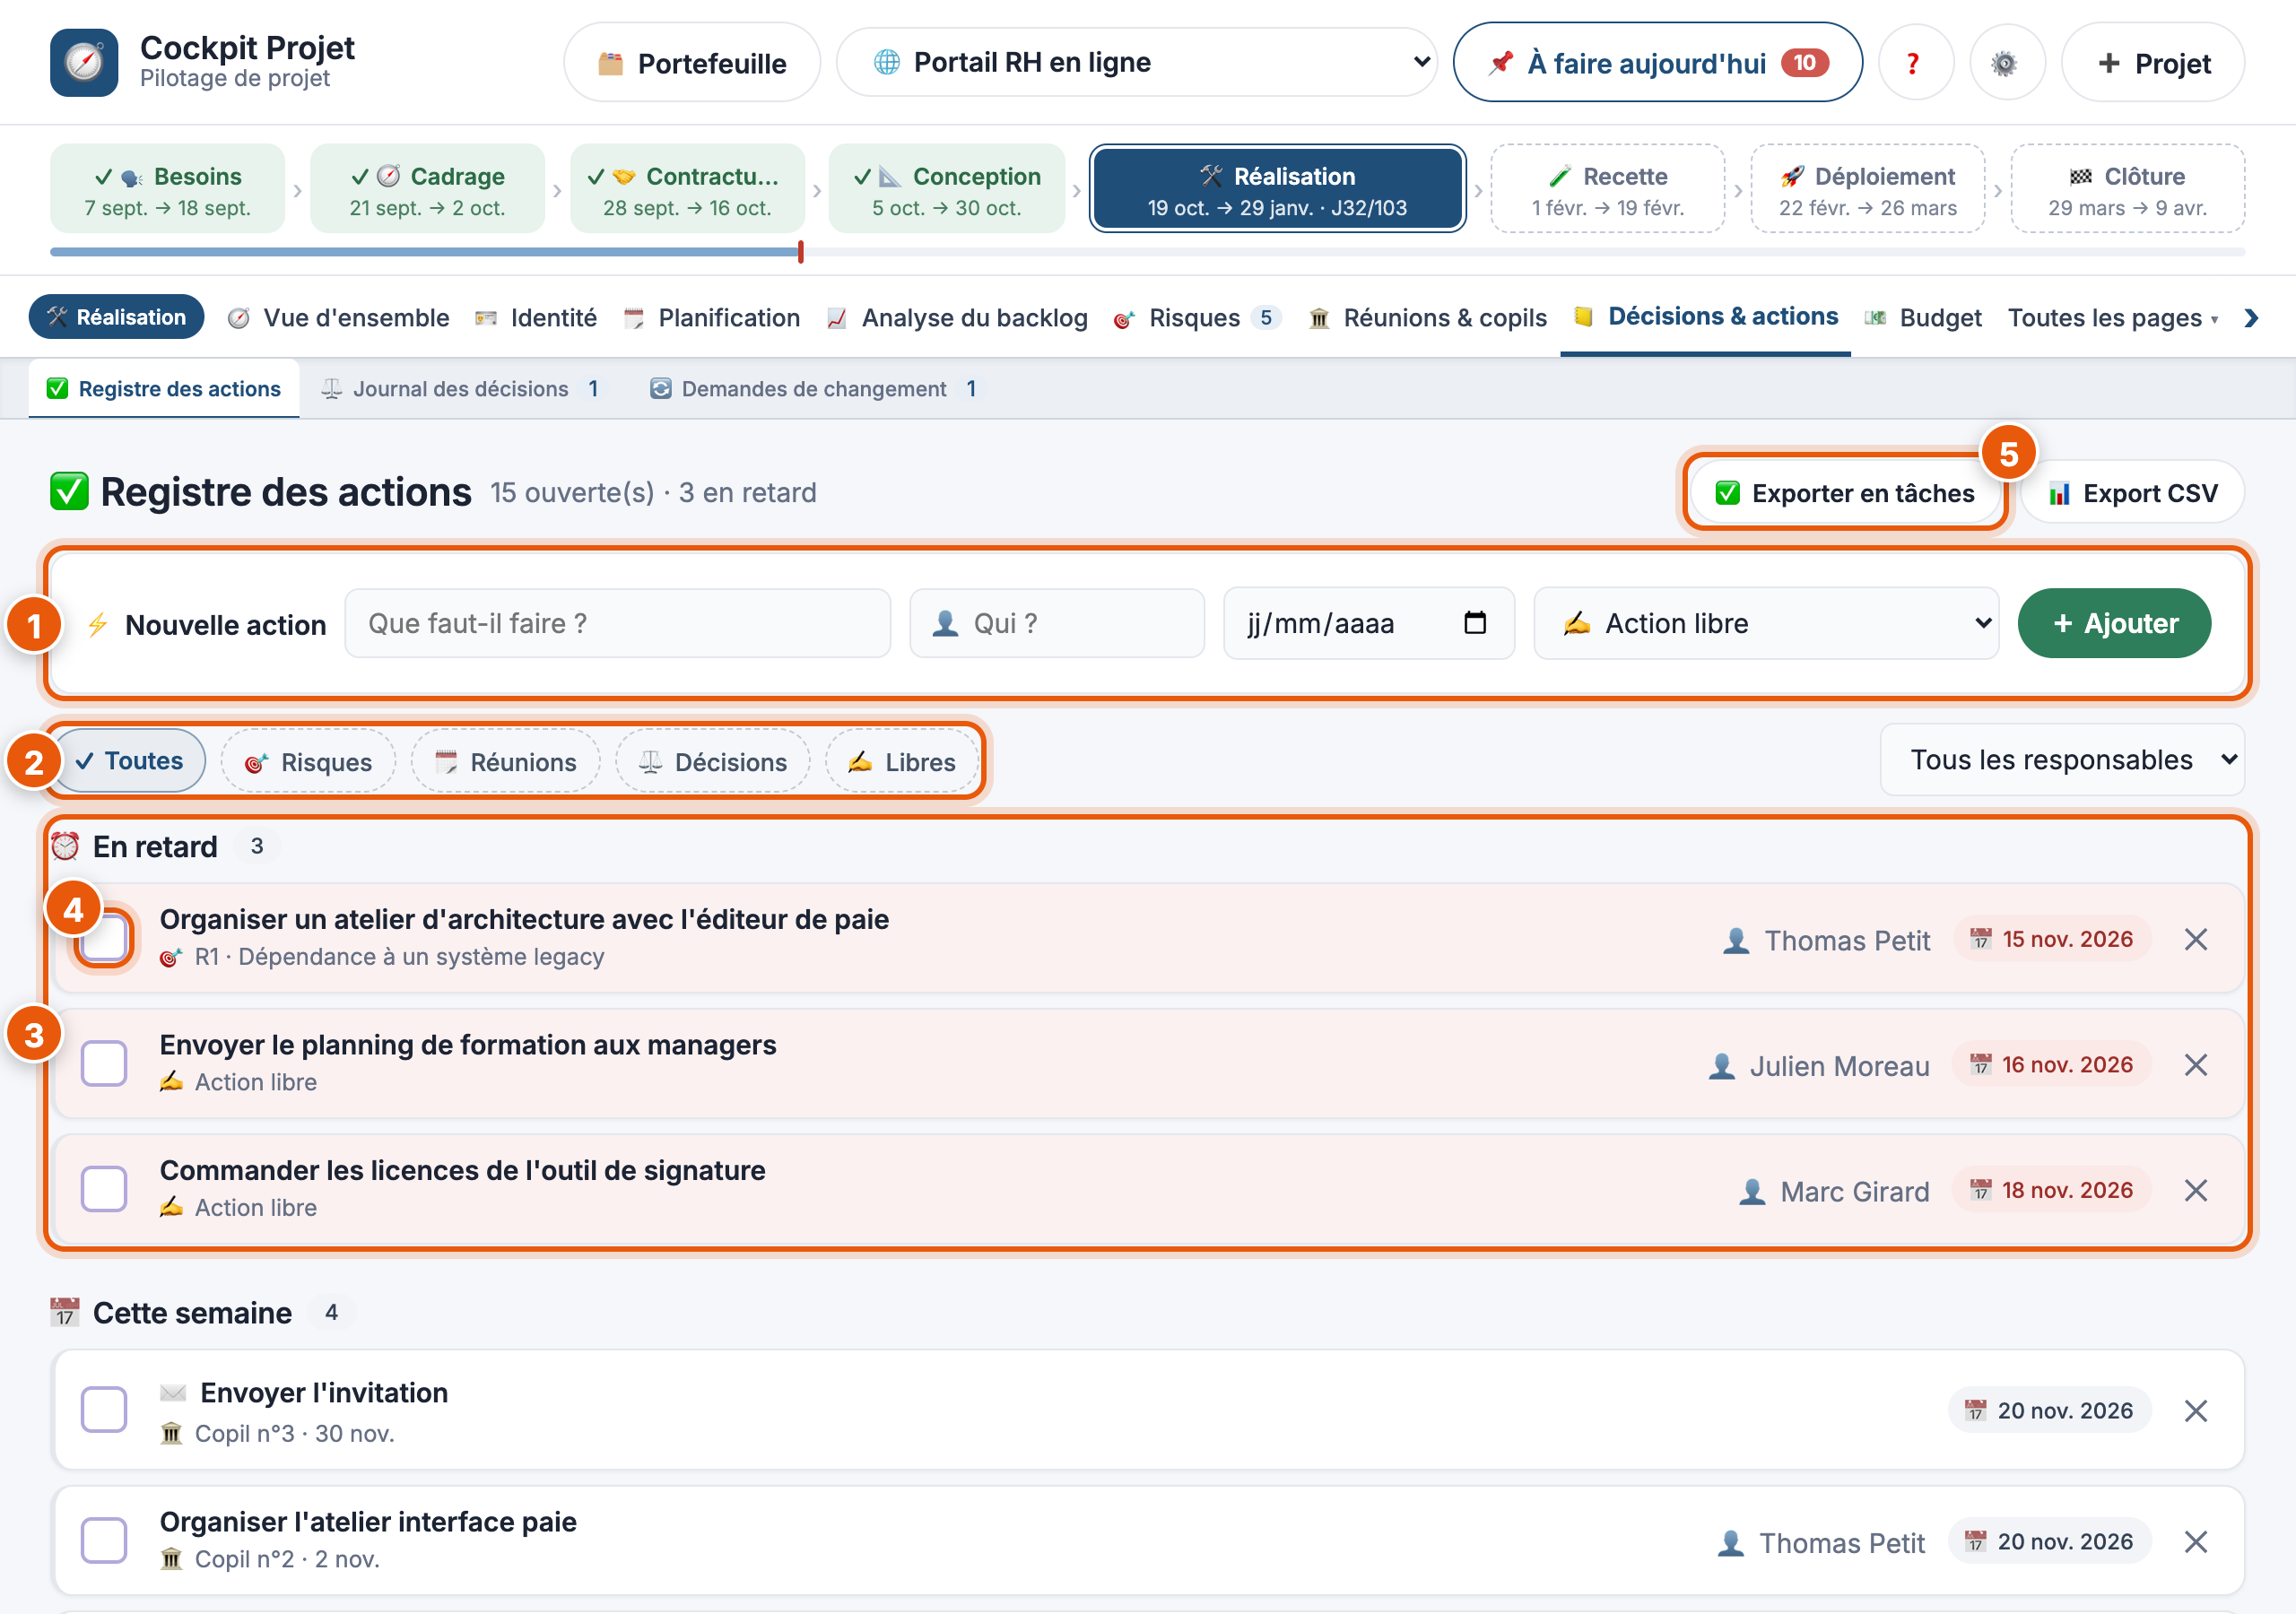 Cockpit Projet
Pilotage de projet
Portefeuille
Portail RH en ligne
À faire aujourd'hui 10
?
+ Projet
✓ Besoins
7 sept. → 18 sept.
✓ Cadrage
21 sept. → 2 oct.
✓ Contractu...
28 sept. → 16 oct.
✓ Conception
5 oct. → 30 oct.
Réalisation
19 oct. → 29 janv. · J32/103
Recette
1 févr. → 19 févr.
Déploiement
22 févr. → 26 mars
Clôture
29 mars → 9 avr.
Réalisation
Vue d'ensemble
Identité
Planification
Analyse du backlog
Risques 5
Réunions & copils
Décisions & actions
Budget
Toutes les pages
Registre des actions
Journal des décisions 1
Demandes de changement 1
Registre des actions 15 ouverte(s) · 3 en retard
Exporter en tâches
5
Export CSV
1
Nouvelle action
Que faut-il faire ?
Qui ?
jj/mm/aaaa
Action libre
+ Ajouter
2
✓ Toutes
Risques
Réunions
Décisions
Libres
Tous les responsables
En retard 3
4
Organiser un atelier d'architecture avec l'éditeur de paie
R1 · Dépendance à un système legacy
Thomas Petit
15 nov. 2026
3
Envoyer le planning de formation aux managers
Action libre
Julien Moreau
16 nov. 2026
Commander les licences de l'outil de signature
Action libre
Marc Girard
18 nov. 2026
Cette semaine 4
Envoyer l'invitation
Copil n°3 · 30 nov.
20 nov. 2026
Organiser l'atelier interface paie
Copil n°2 · 2 nov.
Thomas Petit
20 nov. 2026